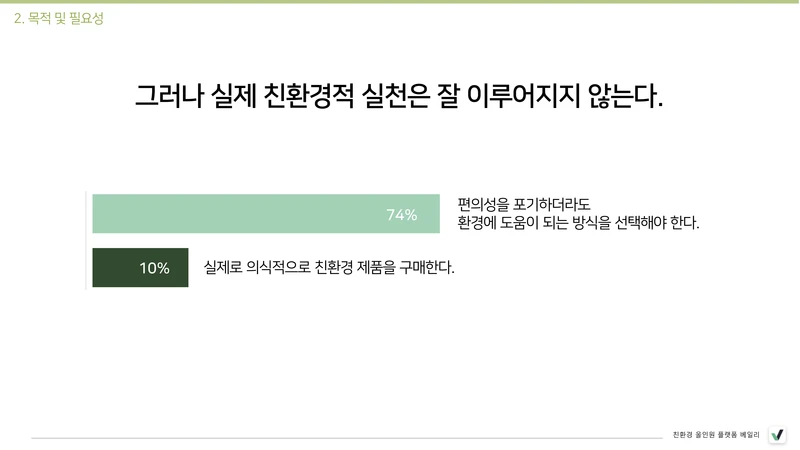 2. 목적 및 필요성
그러나 실제 친환경적 실천은 잘 이루어지지 않는다.
74%
편의성을 포기하더라도
환경에 도움이 되는 방식을 선택해야 한다.
10%
실제로 의식적으로 친환경 제품을 구매한다.
친환경 올인원 플랫폼 베일리